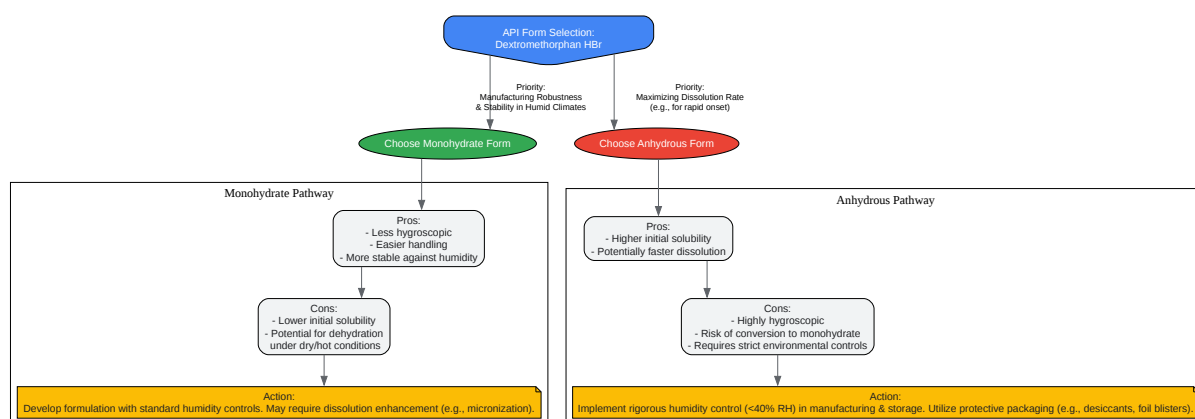 API Form Selection:
Dextromethorphan HBr
Priority:
Manufacturing Robustness
& Stability in Humid Climates
Priority:
Maximizing Dissolution Rate
(e.g., for rapid onset)
Choose Monohydrate Form
Choose Anhydrous Form
Monohydrate Pathway
Pros:
- Less hygroscopic
- Easier handling
- More stable against humidity
Cons:
- Lower initial solubility
- Potential for dehydration
under dry/hot conditions
Action:
Develop formulation with standard humidity controls. May require dissolution enhancement (e.g., micronization).
Anhydrous Pathway
Pros:
- Higher initial solubility
- Potentially faster dissolution
Cons:
- Highly hygroscopic
- Risk of conversion to monohydrate
- Requires strict environmental controls
Action:
Implement rigorous humidity control (<40% RH) in manufacturing & storage. Utilize protective packaging (e.g., desiccants, foil blisters).